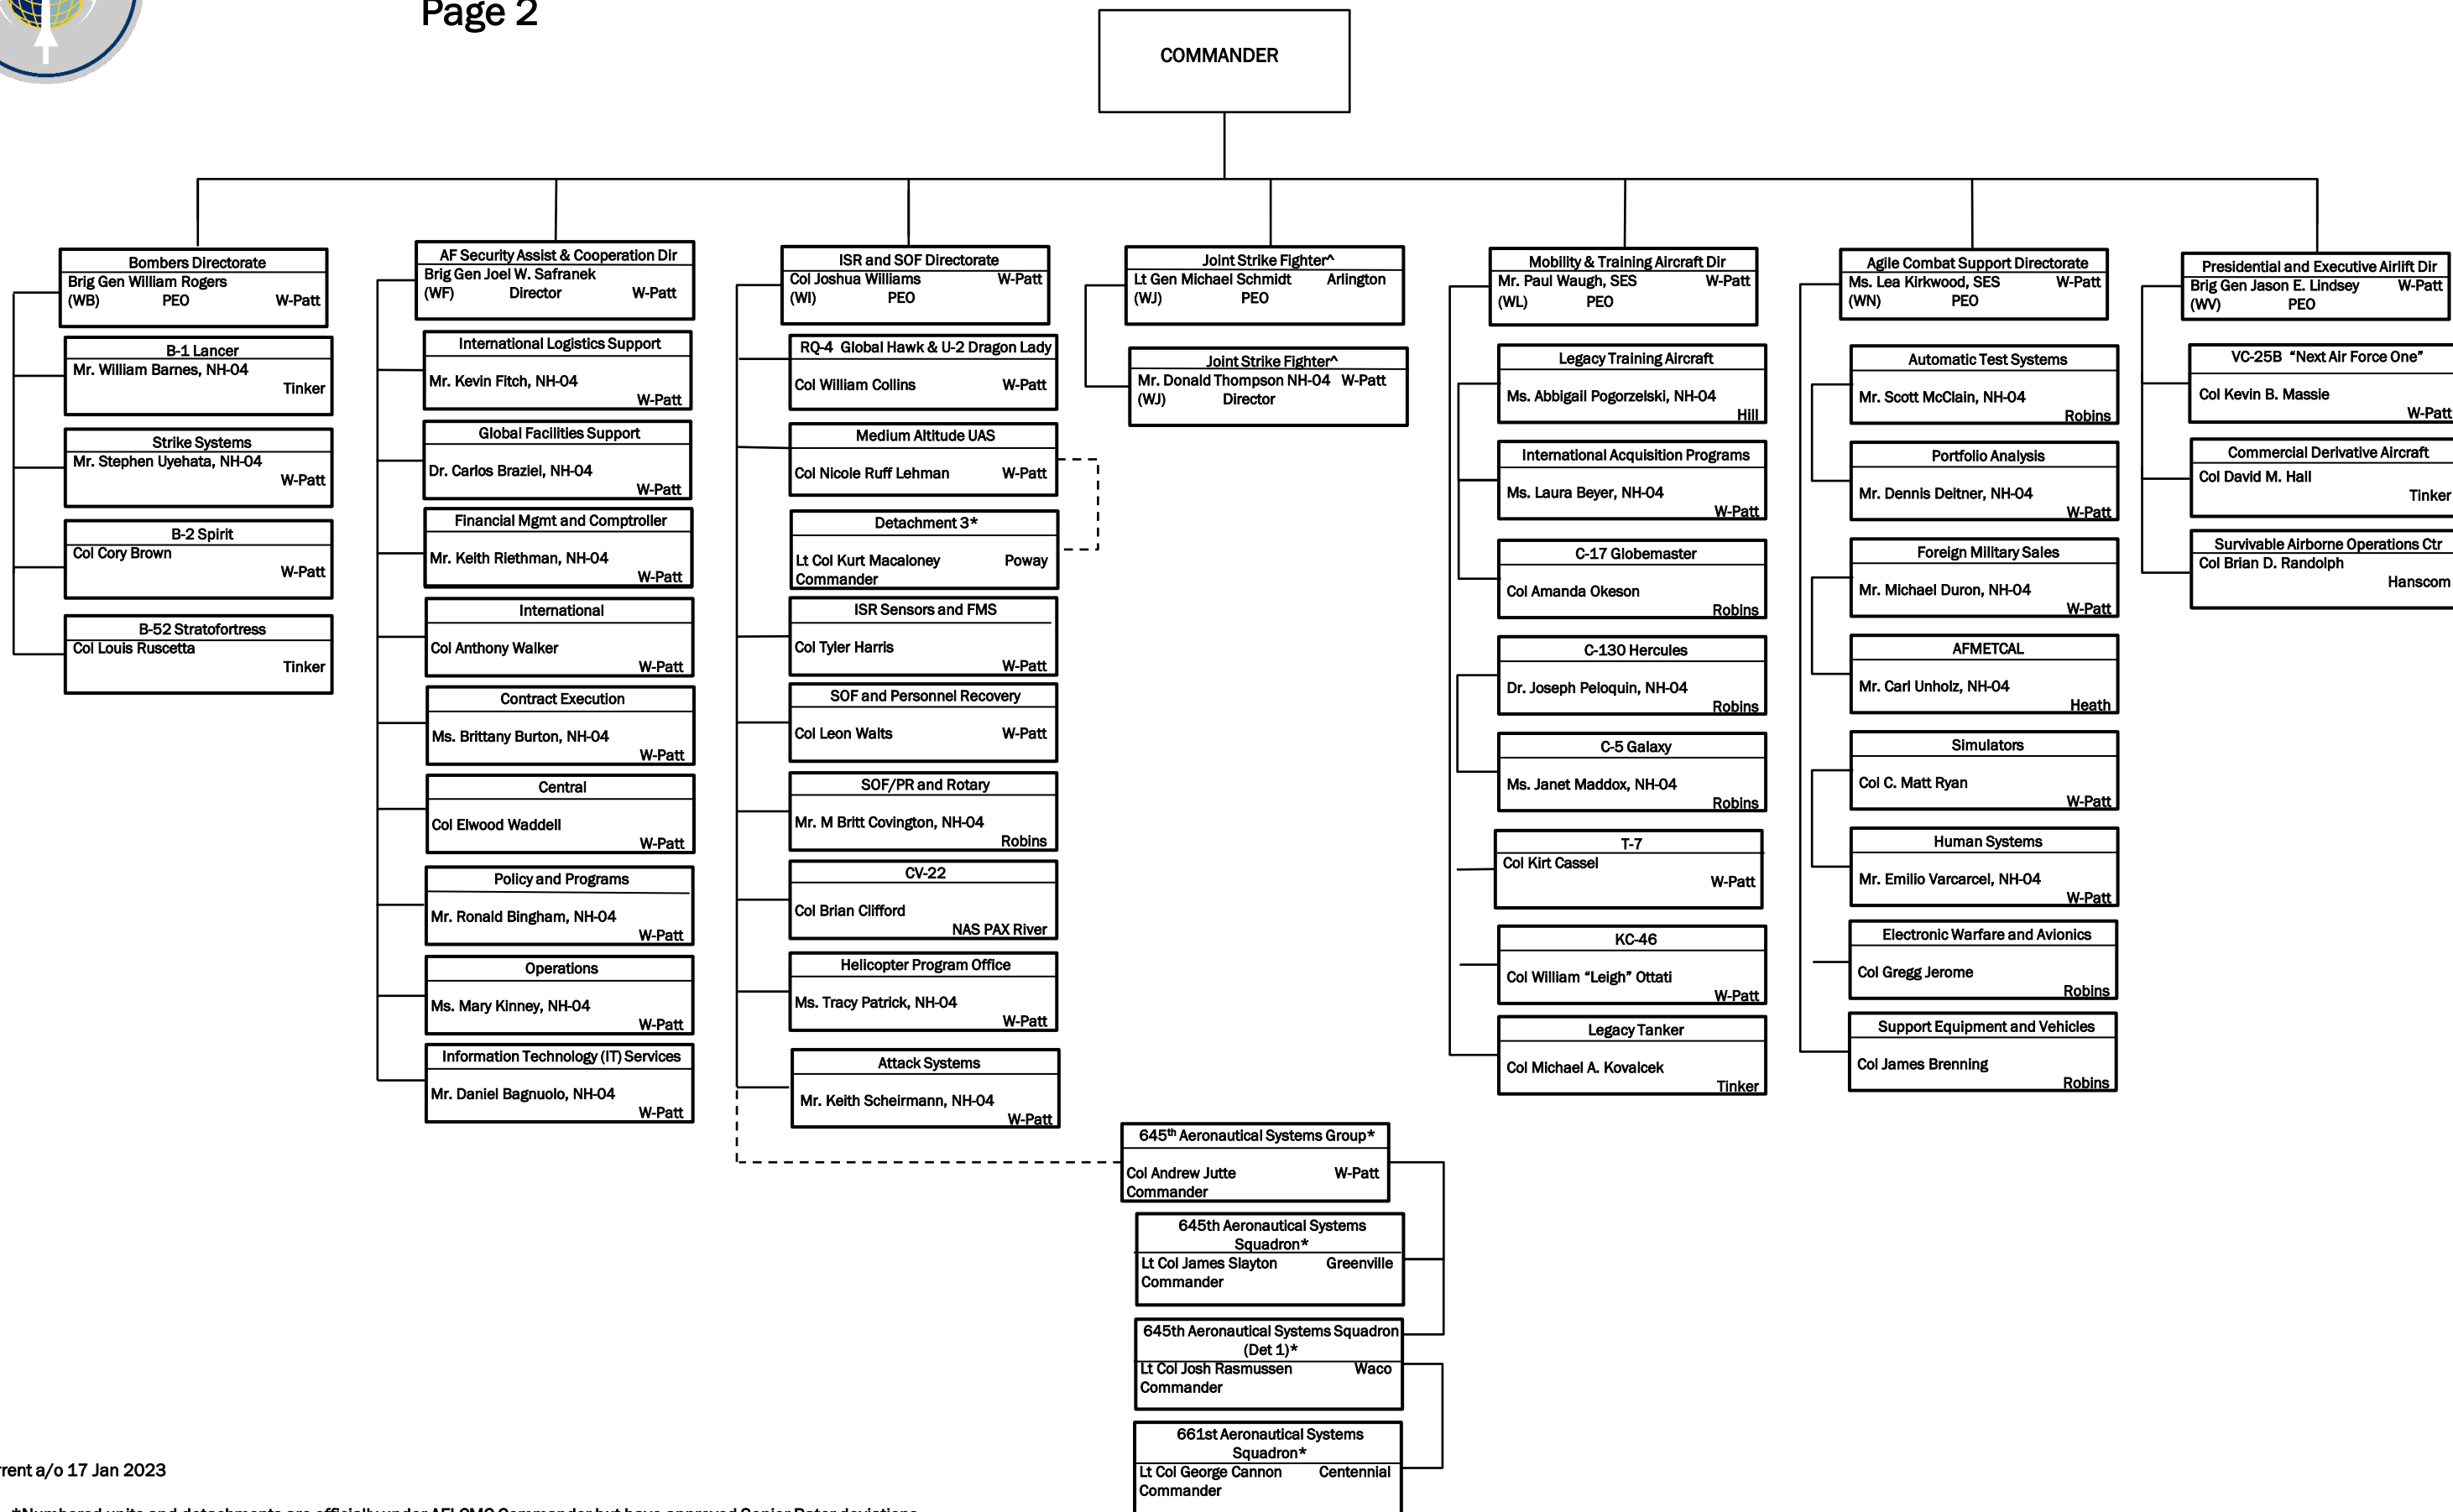 Page 2
COMMANDER
Bombers Directorate
Brig Gen William Rogers
(WB) PEO W-Patt
B-1 Lancer
Mr. William Barnes, NH-04
Tinker
Strike Systems
Mr. Stephen Uyehata, NH-04
W-Patt
B-2 Spirit
Col Cory Brown
W-Patt
B-52 Stratofortress
Col Louis Ruscetta
Tinker
AF Security Assist & Cooperation Dir
Brig Gen Joel W. Safranek
(WF) Director W-Patt
International Logistics Support
Mr. Kevin Fitch, NH-04
W-Patt
Global Facilities Support
Dr. Carlos Braziel, NH-04
W-Patt
Financial Mgmt and Comptroller
Mr. Keith Riethman, NH-04
W-Patt
International
Col Anthony Walker
W-Patt
Contract Execution
Ms. Brittany Burton, NH-04
W-Patt
Central
Col Elwood Waddell
W-Patt
Policy and Programs
Mr. Ronald Bingham, NH-04
W-Patt
Operations
Ms. Mary Kinney, NH-04
W-Patt
Information Technology (IT) Services
Mr. Daniel Bagnuolo, NH-04
W-Patt
ISR and SOF Directorate
Col Joshua Williams W-Patt
(WI) PEO
RQ-4 Global Hawk & U-2 Dragon Lady
Col William Collins W-Patt
Medium Altitude UAS
Col Nicole Ruff Lehman W-Patt
Detachment 3*
Lt Col Kurt Macaloney Poway
Commander
ISR Sensors and FMS
Col Tyler Harris
W-Patt
SOF and Personnel Recovery
Col Leon Walts W-Patt
SOF/PR and Rotary
Mr. M Britt Covington, NH-04
Robins
CV-22
Col Brian Clifford
NAS PAX River
Helicopter Program Office
Ms. Tracy Patrick, NH-04
W-Patt
Attack Systems
Mr. Keith Scheirmann, NH-04
W-Patt
Joint Strike Fighter^
Lt Gen Michael Schmidt Arlington
(WJ) PEO
Joint Strike Fighter^
Mr. Donald Thompson NH-04 W-Patt
(WJ) Director
645th Aeronautical Systems Group*
Col Andrew Jutte W-Patt
Commander
645th Aeronautical Systems
Squadron*
Lt Col James Slayton Greenville
Commander
645th Aeronautical Systems Squadron
(Det 1)*
Lt Col Josh Rasmussen Waco
Commander
661st Aeronautical Systems
Squadron*
Lt Col George Cannon Centennial
Commander
Mobility & Training Aircraft Dir
Mr. Paul Waugh, SES W-Patt
(WL) PEO
Legacy Training Aircraft
Ms. Abbigail Pogorzelski, NH-04
Hill
International Acquisition Programs
Ms. Laura Beyer, NH-04
W-Patt
C-17 Globemaster
Col Amanda Okeson
Robins
C-130 Hercules
Dr. Joseph Peloquin, NH-04
Robins
C-5 Galaxy
Ms. Janet Maddox, NH-04
Robins
T-7
Col Kirt Cassel
W-Patt
KC-46
Col William “Leigh” Ottati
W-Patt
Legacy Tanker
Col Michael A. Kovalcek
Tinker
Agile Combat Support Directorate
Ms. Lea Kirkwood, SES W-Patt
(WN) PEO
Automatic Test Systems
Mr. Scott McClain, NH-04
Robins
Portfolio Analysis
Mr. Dennis Deitner, NH-04
W-Patt
Foreign Military Sales
Mr. Michael Duron, NH-04
W-Patt
AFMETCAL
Mr. Carl Unholz, NH-04
Heath
Simulators
Col C. Matt Ryan
W-Patt
Human Systems
Mr. Emilio Varcarcel, NH-04
W-Patt
Electronic Warfare and Avionics
Col Gregg Jerome
Robins
Support Equipment and Vehicles
Col James Brenning
Robins
Presidential and Executive Airlift Dir
Brig Gen Jason E. Lindsey W-Patt
(WV) PEO
VC-25B “Next Air Force One”
Col Kevin B. Massie
W-Patt
Commercial Derivative Aircraft
Col David M. Hall
Tinker
Survivable Airborne Operations Ctr
Col Brian D. Randolph
Hanscom
rrent a/o 17 Jan 2023
*Numbered units and detachments are officially under AFLCMC Commander but have approved Senior Rater deviations